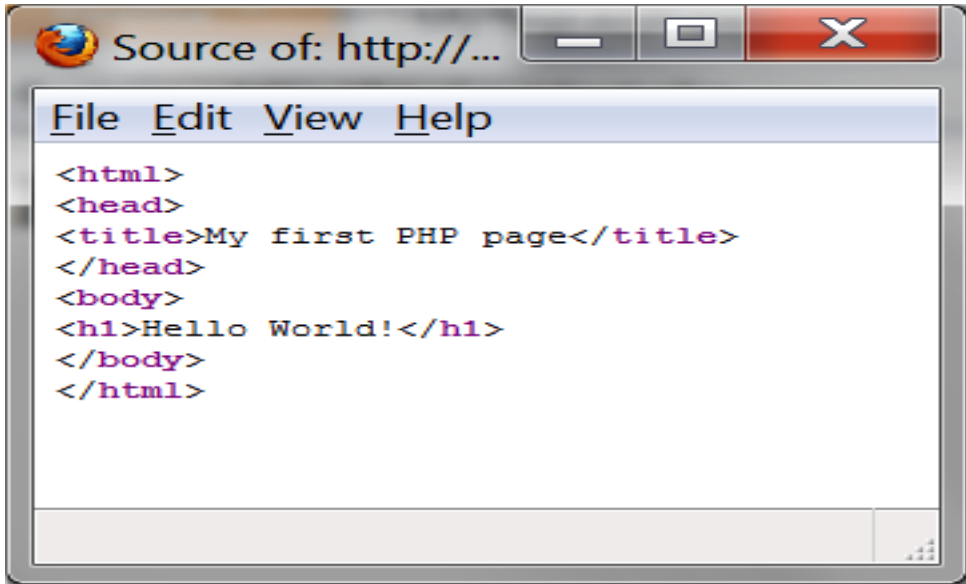 Source of: http://...
File Edit View Help
<html>
<head>
<title>My first PHP page</title>
</head>
<body>
<h1>Hello World!</h1>
</body>
</html>